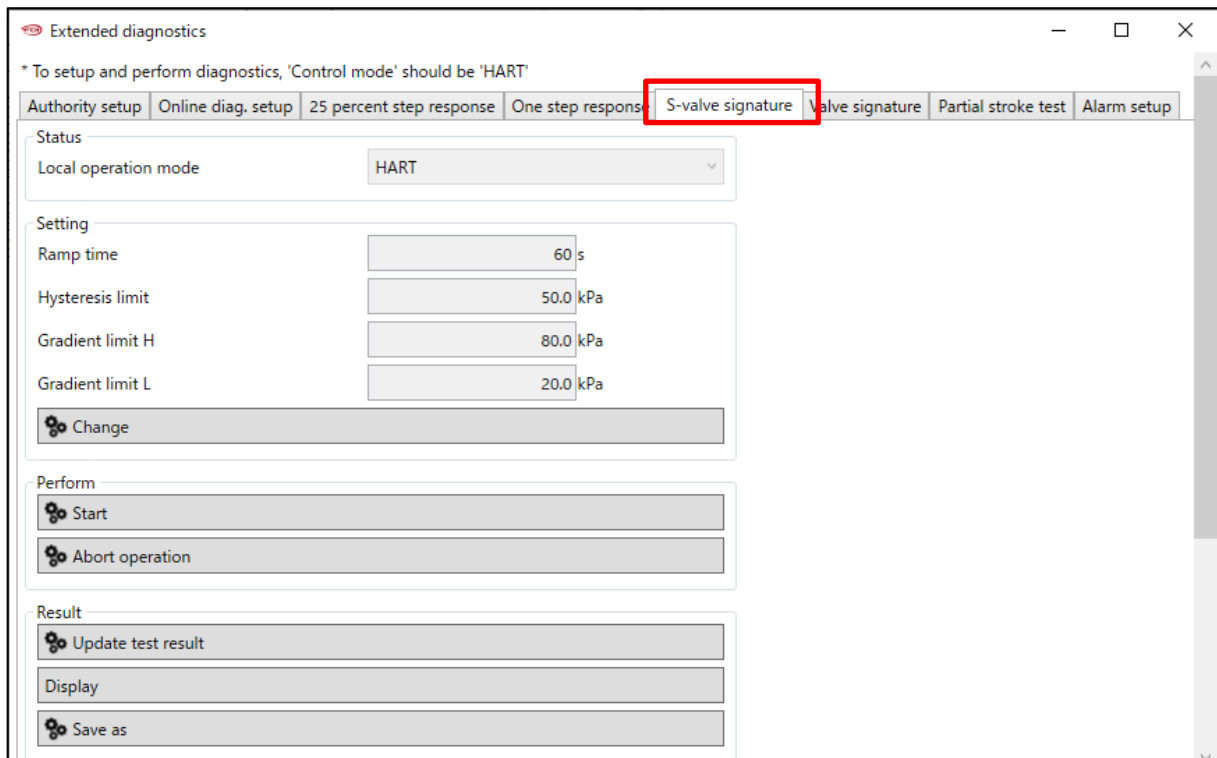 Extended diagnostics
* To setup and perform diagnostics, 'Control mode' should be 'HART'
Authority setup Online diag. setup 25 percent step response One step response S-valve signature Valve signature Partial stroke test Alarm setup
Status
Local operation mode HART
Setting
Ramp time 60 s
Hysteresis limit 50.0 kPa
Gradient limit H 80.0 kPa
Gradient limit L 20.0 kPa
Change
Perform
Start
Abort operation
Result
Update test result
Display
Save as